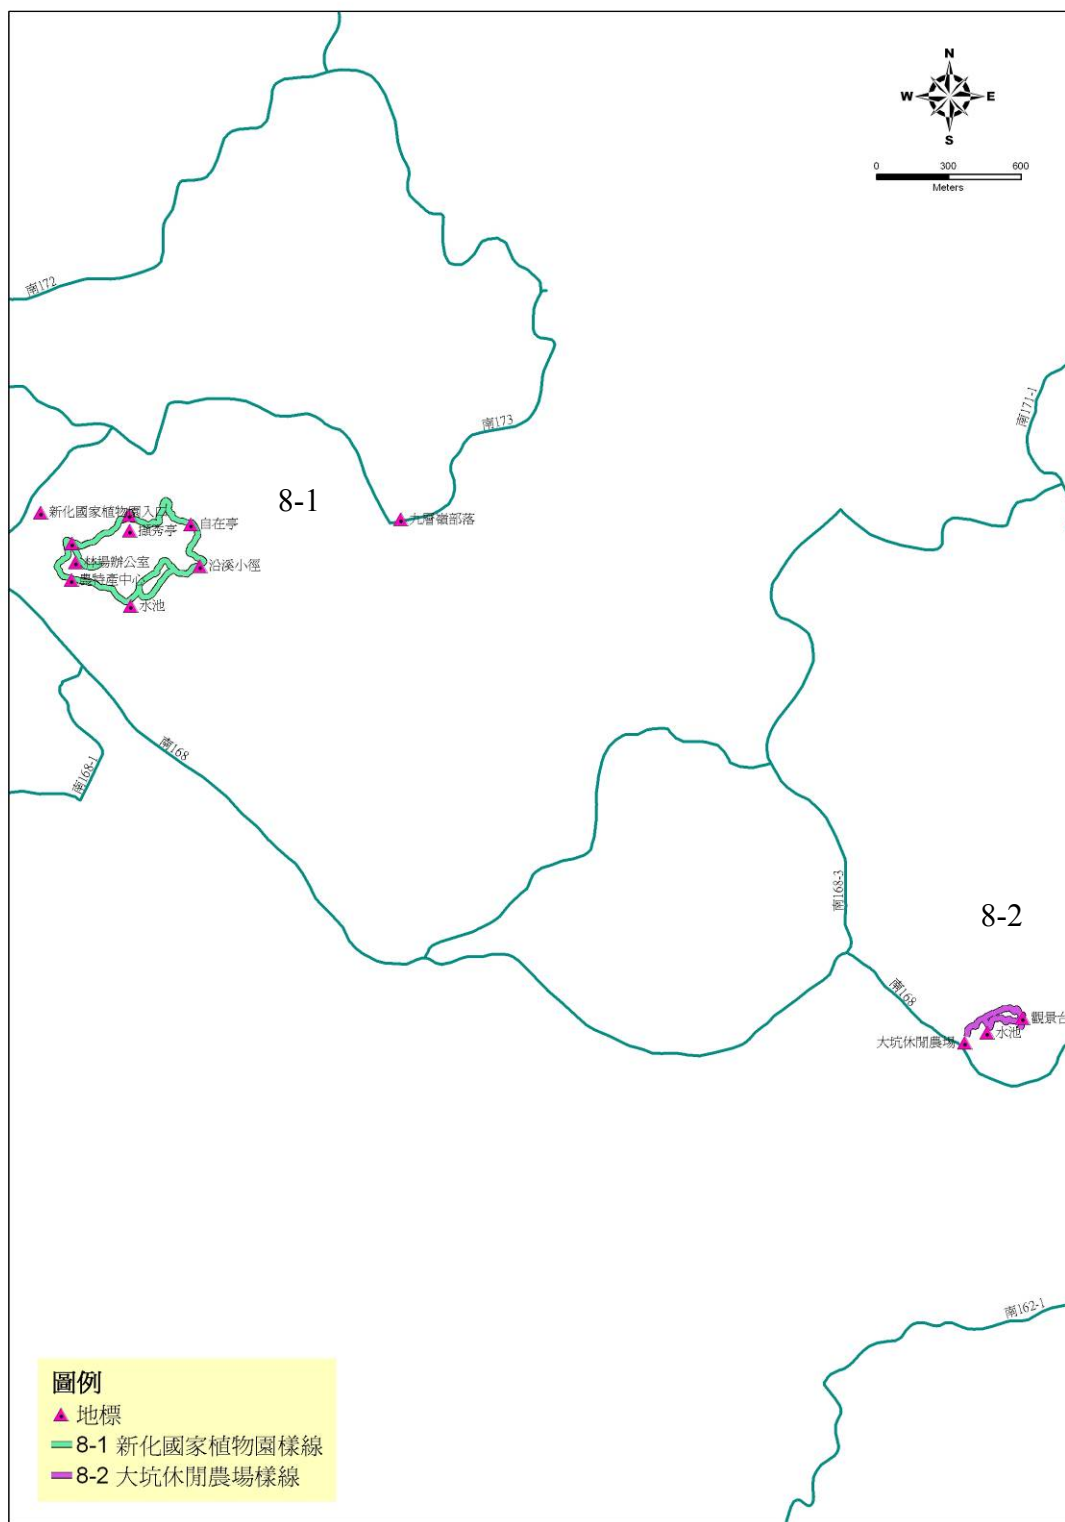 N
W E
S
0 300 600
Meters
南172
南171-1
南173
8-1
新化國家植物園入口
擷秀亭
自在亭
九層嶺部落
林場辦公室
沿溪小徑
農特產中心
水池
南168
南168-1
南168-3
8-2
南168
觀景台
水池
大坑休閒農場
南162-1
圖例
地標
8-1 新化國家植物園樣線
8-2 大坑休閒農場樣線